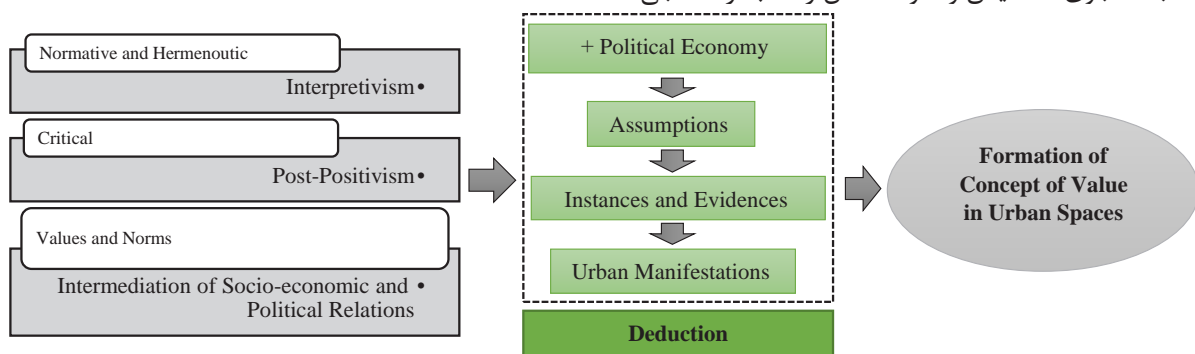 Normative and Hermenoutic
Interpretivism•
Critical
Post-Positivism•
Values and Norms
Intermediation of Socio-economic and •
Political Relations
+ Political Economy
Assumptions
Instances and Evidences
Urban Manifestations
Deduction
Formation of
Concept of Value
in Urban Spaces